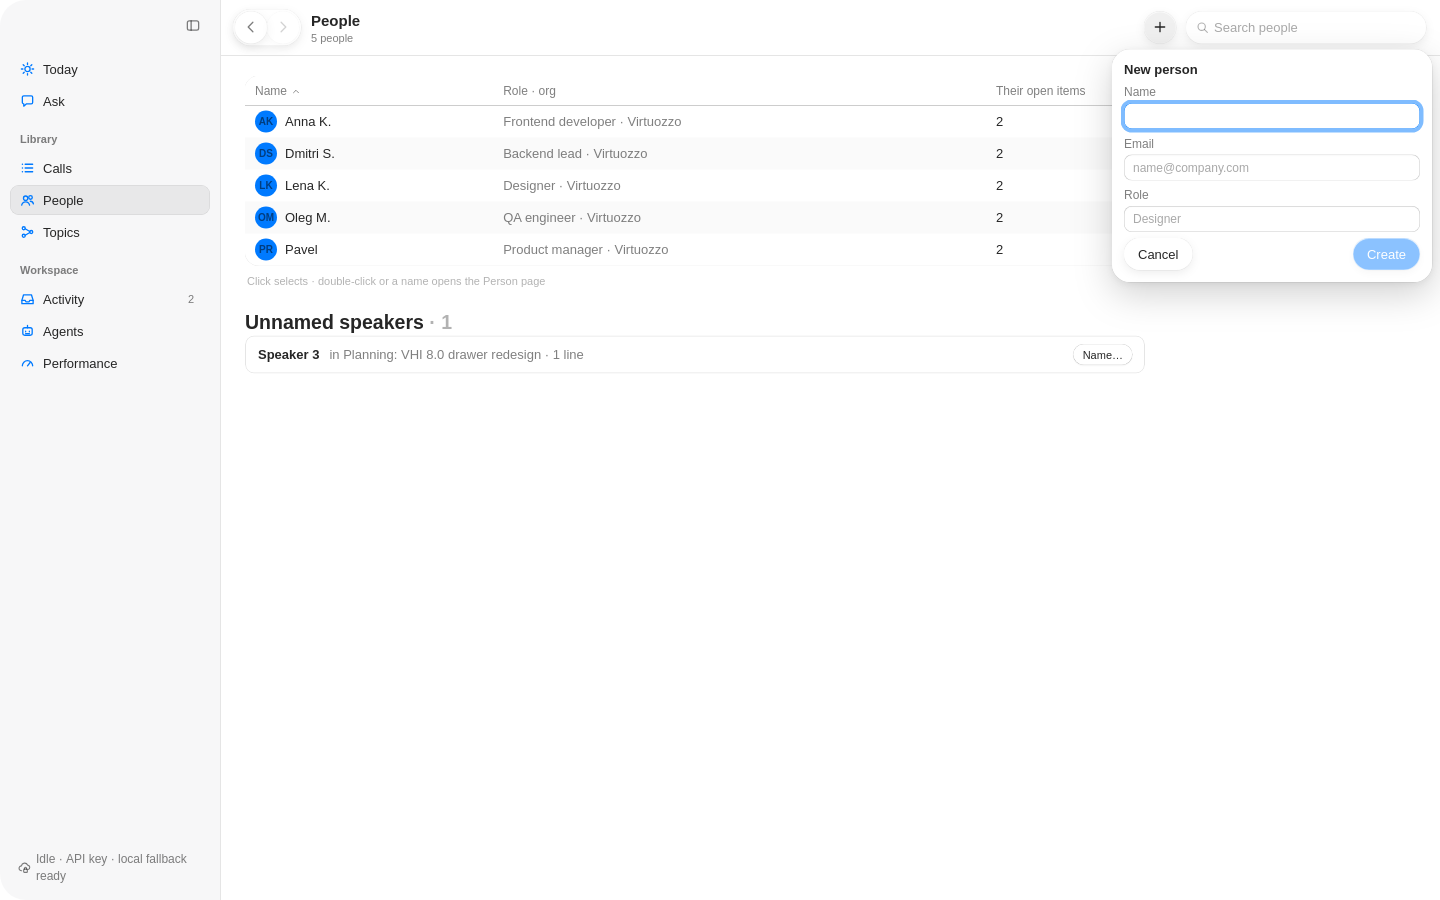 People
5 people
Search people
Today
Ask
Library
Calls
People
Topics
Workspace
Activity 2
Agents
Performance
Idle · API key · local fallback
ready
Name Role · org Their open items
AK Anna K. Frontend developer · Virtuozzo 2
DS Dmitri S. Backend lead · Virtuozzo 2
LK Lena K. Designer · Virtuozzo 2
OM Oleg M. QA engineer · Virtuozzo 2
PR Pavel Product manager · Virtuozzo 2
Click selects · double-click or a name opens the Person page
Unnamed speakers · 1
Speaker 3 in Planning: VHI 8.0 drawer redesign · 1 line Name…
New person
Name
Email
name@company.com
Role
Designer
Cancel Create